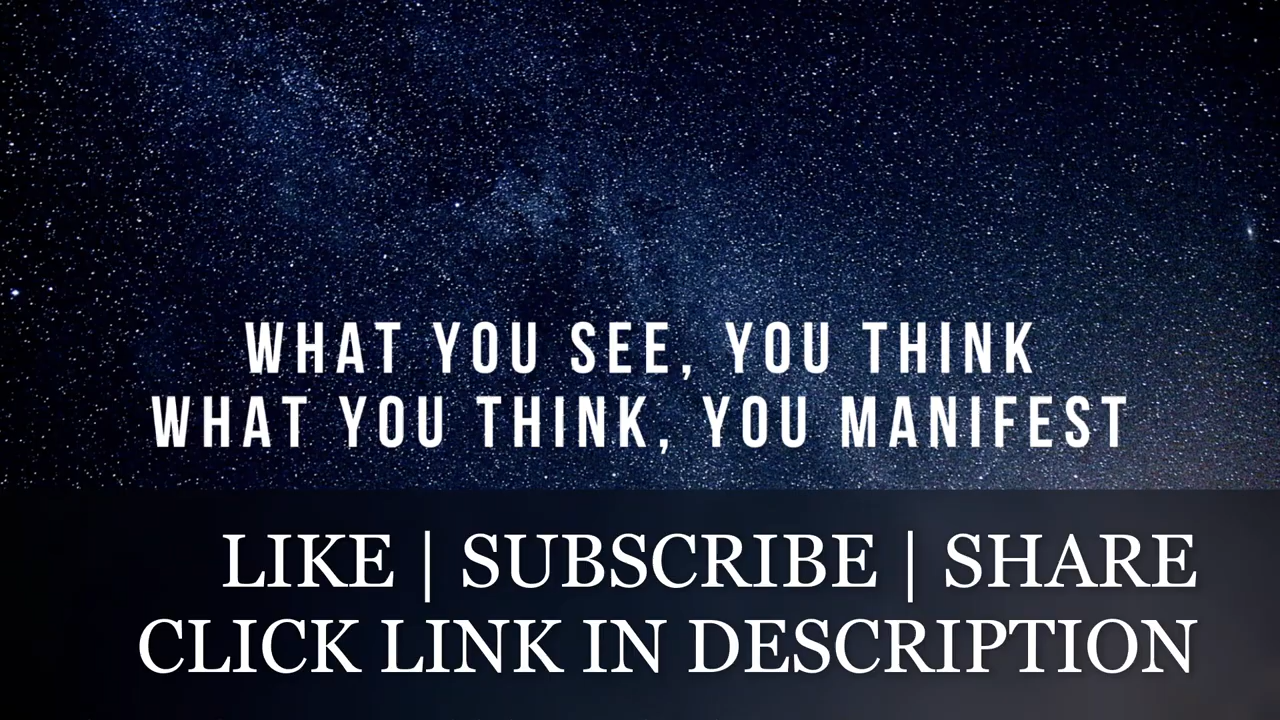 WHAT YOU SEE, YOU THINK
WHAT YOU THINK, YOU MANIFEST
LIKE | SUBSCRIBE | SHARE
CLICK LINK IN DESCRIPTION